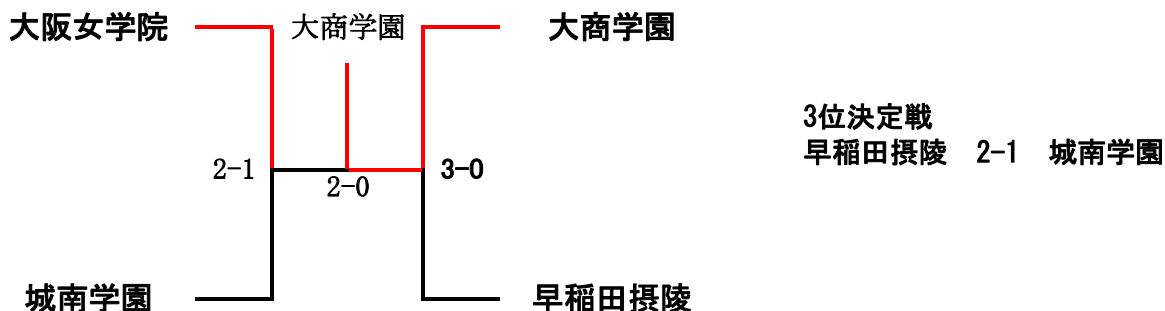 大阪女学院
大商学園
大商学園
3位決定戦
早稲田摂陵 2-1 城南学園
2-1
3-0
2-0
城南学園
早稲田摂陵